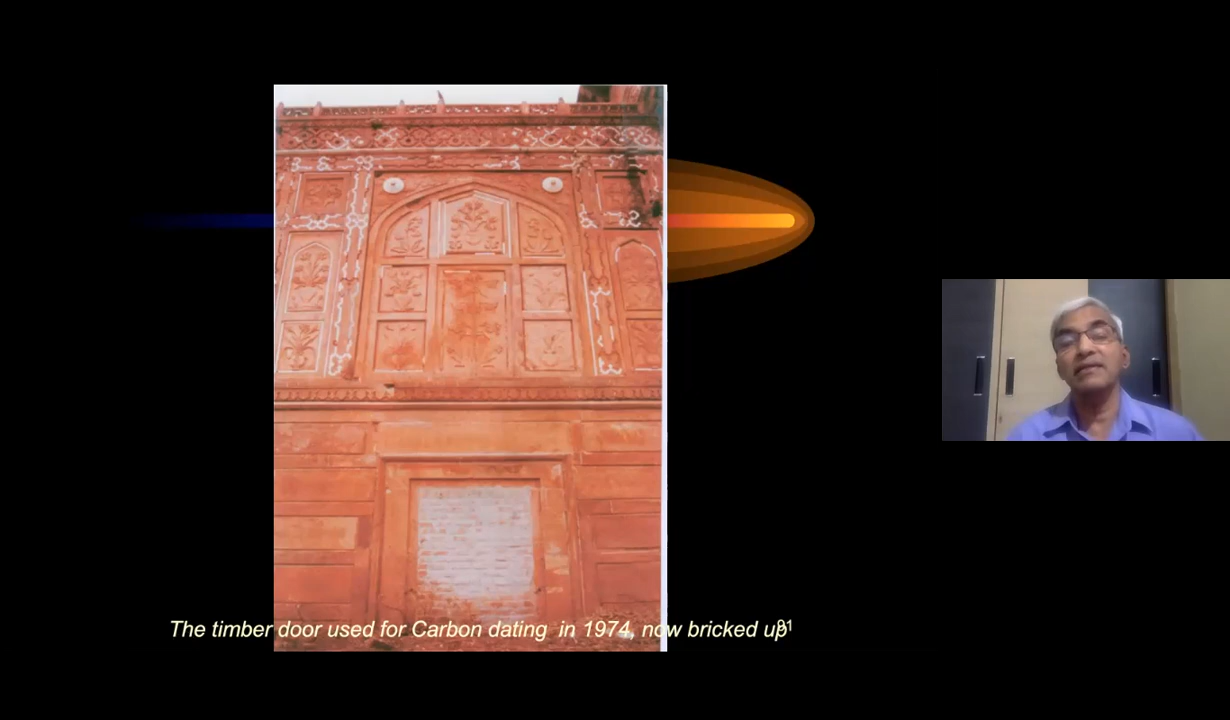 The timber door used for Carbon dating in 1974, now bricked up